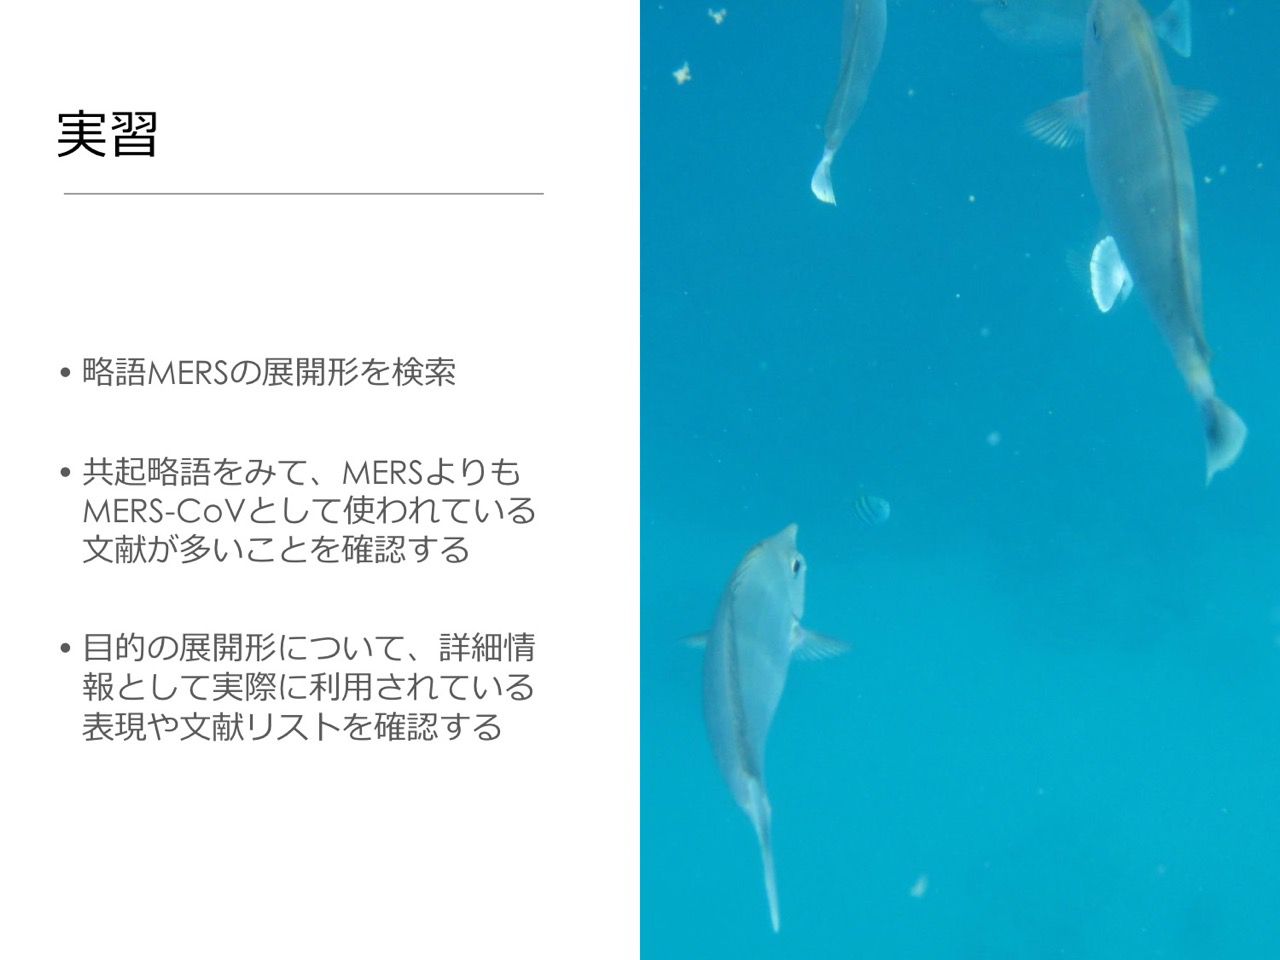 実習
• 略語MERSの展開形を検索
• 共起略語をみて、MERSよりも
MERS-CoVとして使われている
文献が多いことを確認する
• 目的の展開形について、詳細情
報として実際に利用されている
表現や文献リストを確認する